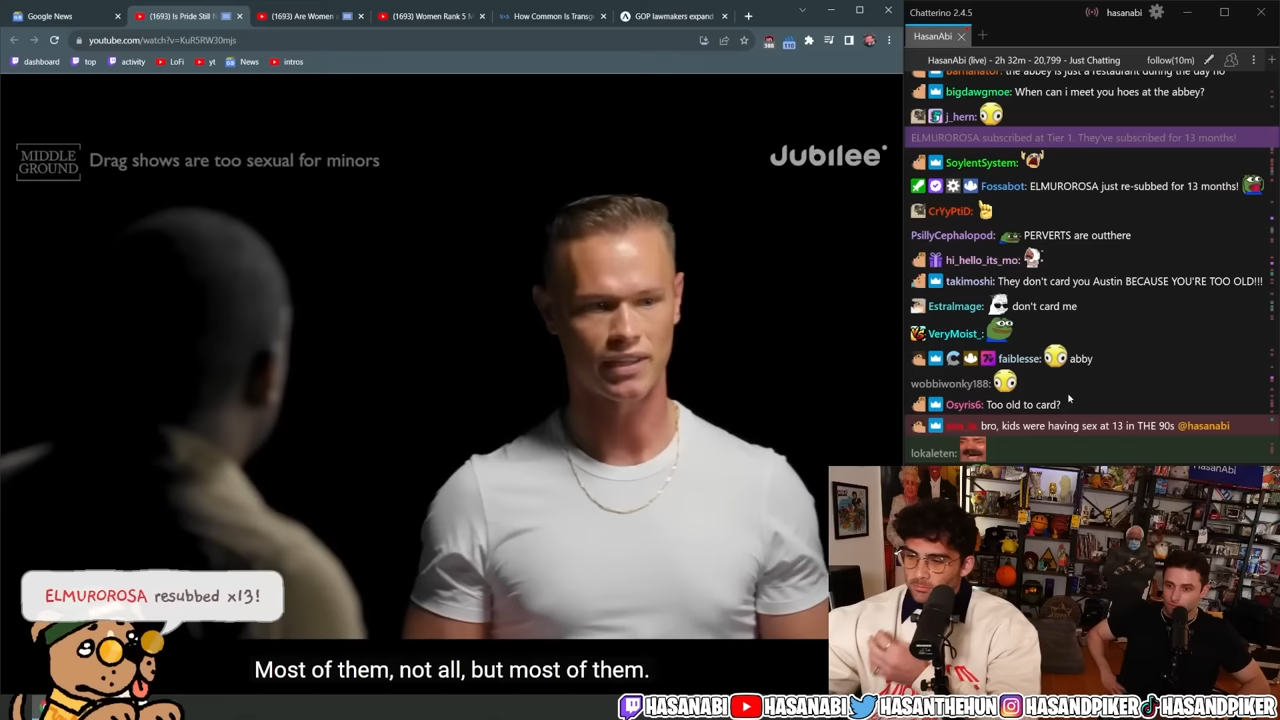 Google News
(1693) Is Pride Still N
(1693) Are Women
(1693) Women Rank 5 M
How Common Is Transg
GOP lawmakers expand
youtube.com/watch?v=KuR5RW30mjs
dashboard
top
activity
LoFi
yt
News
intros
MIDDLE
GROUND
Drag shows are too sexual for minors
Jubilee
ELMUROROSA resubbed x13!
Most of them, not all, but most of them.
Chatterino 2.4.5
hasanabi
HasanAbi
HasanAbi (live) - 2h 32m - 20,799 - Just Chatting
follow(10m)
Barnanator: the abbey is just a restaurant during the day no
bigdawgmoe: When can i meet you hoes at the abbey?
j_hern:
ELMUROROSA subscribed at Tier 1. They've subscribed for 13 months!
SoylentSystem:
Fossabot: ELMUROROSA just re-subbed for 13 months!
CrYyPtiD:
PsillyCephalopod: PERVERTS are outthere
hi_hello_its_mo:
takimoshi: They don't card you Austin BECAUSE YOU'RE TOO OLD!!!
EstraImage: don't card me
VeryMoist_:
faiblesse: abby
wobbiwonky188:
Osyris6: Too old to card?
bro, kids were having sex at 13 in THE 90s @hasanabi
lokaleten:
HASANABI HASANABI HASANTHEHUN HASANDPIKER HASANDPIKER